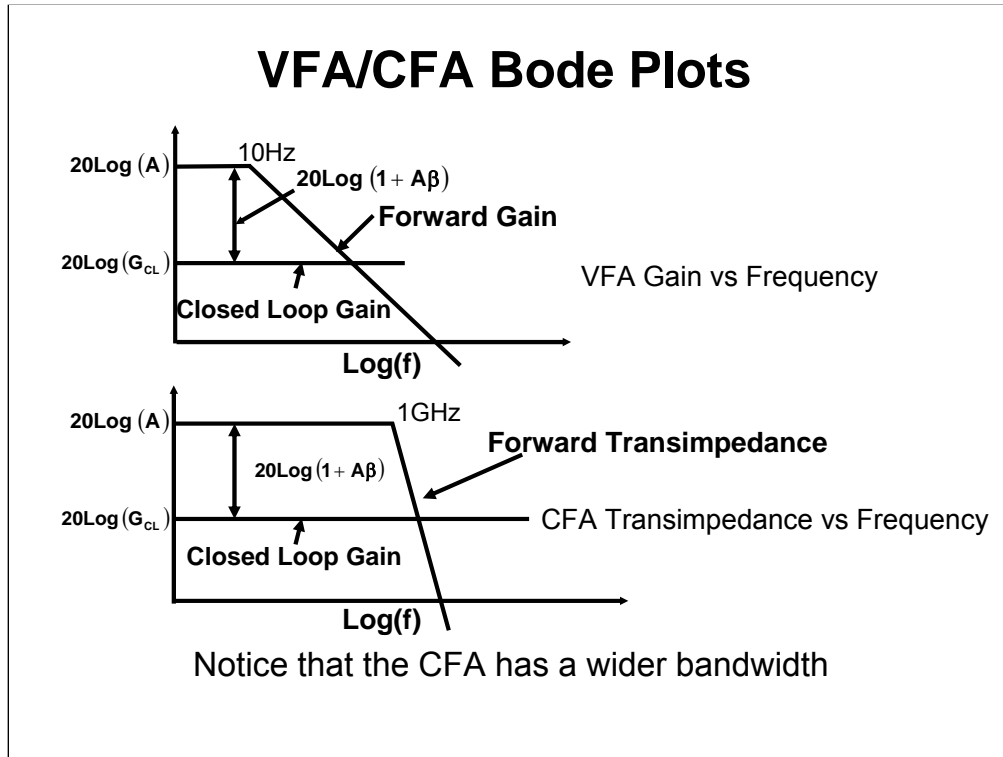 VFA/CFA Bode Plots
20Log (A)
10Hz
20Log (1 + Aβ)
Forward Gain
20Log(G_CL)
VFA Gain vs Frequency
Closed Loop Gain
Log(f)
20Log (A)
1GHz
Forward Transimpedance
20Log(1 + Aβ)
20Log(G_CL)
CFA Transimpedance vs Frequency
Closed Loop Gain
Log(f)
Notice that the CFA has a wider bandwidth